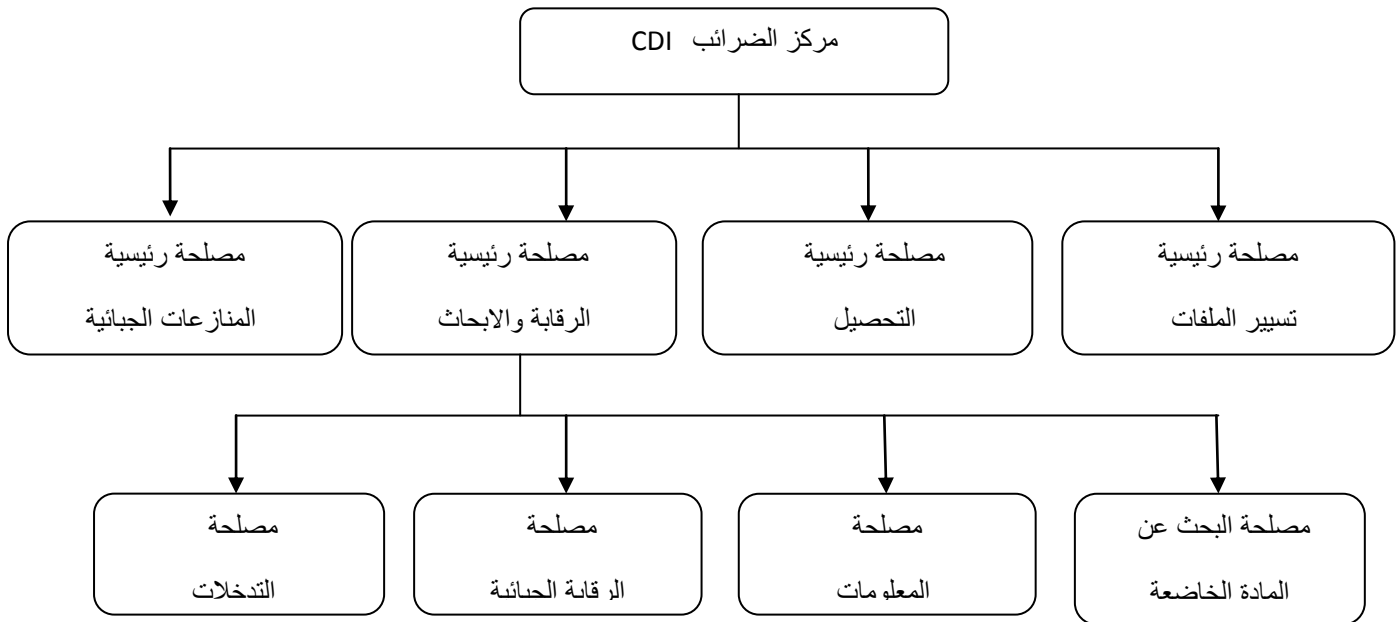 مركز الضرائب CDI
مصلحة رئيسية
تسيير الملفات
مصلحة رئيسية
التحصيل
مصلحة رئيسية
الرقابة والابحاث
مصلحة رئيسية
المنازعات الجبائية
مصلحة البحث عن
المادة الخاضعة
مصلحة
المعلومات
مصلحة
الرقابة الجبائية
مصلحة
التدخلات